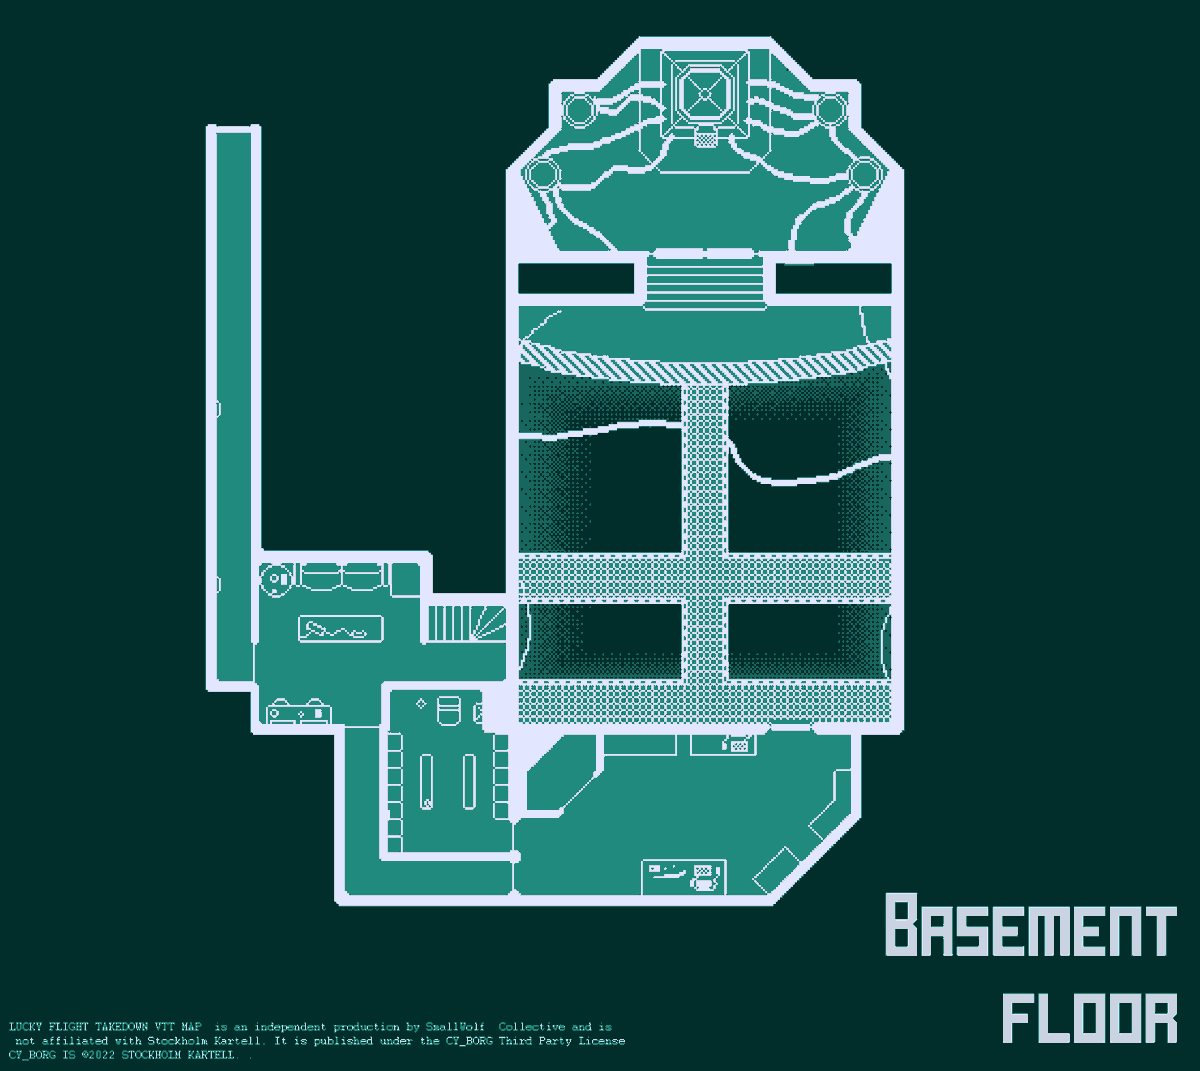 BASEMENT
FLOOR
LUCKY FLIGHT TAKEDOWN VTT MAP is an independent production by SmallWolf Collective and is
not affiliated with Stockholm Kartell. It is published under the CY_BORG Third Party License
CY_BORG IS ©2022 STOCKHOLM KARTELL. .